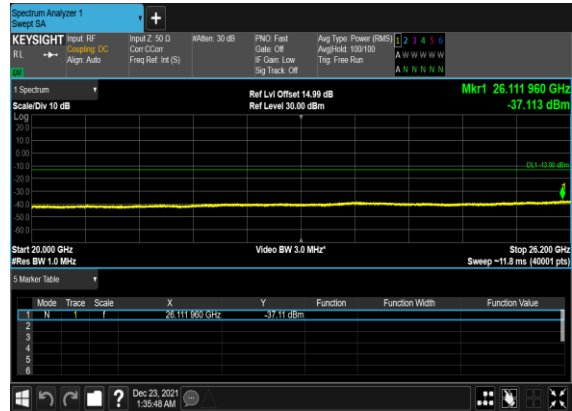 Spectrum Analyzer 1
Swept SA
KEYSIGHT Input: RF Input Z: 50 Ω #Atten: 30 dB PNO: Fast Avg Type: Power (RMS) 1 2 3 4 5 6
RL Coupling: DC Corr CCorr Gate: Off Avg|Hold: 100/100 A W W W W W
Align: Auto Freq Ref: Int (S) IF Gain: Low Trig: Free Run
LW Sig Track: Off A N N N N N
1 Spectrum Ref Lvl Offset 14.99 dB Mkr1 26.111 960 GHz
Scale/Div 10 dB Ref Level 30.00 dBm -37.113 dBm
Log
20.0
10.0
0.00
-10.0 DL1 -13.00 dBm
-20.0
-30.0
-40.0
-50.0
-60.0
Start 20.000 GHz Video BW 3.0 MHz* Stop 26.200 GHz
#Res BW 1.0 MHz Sweep ~11.8 ms (40001 pts)
5 Marker Table
Mode Trace Scale X Y Function Function Width Function Value
1 N 1 f 26.111 960 GHz -37.11 dBm
2
3
4
5
6
? Dec 23, 2021
1:35:48 AM